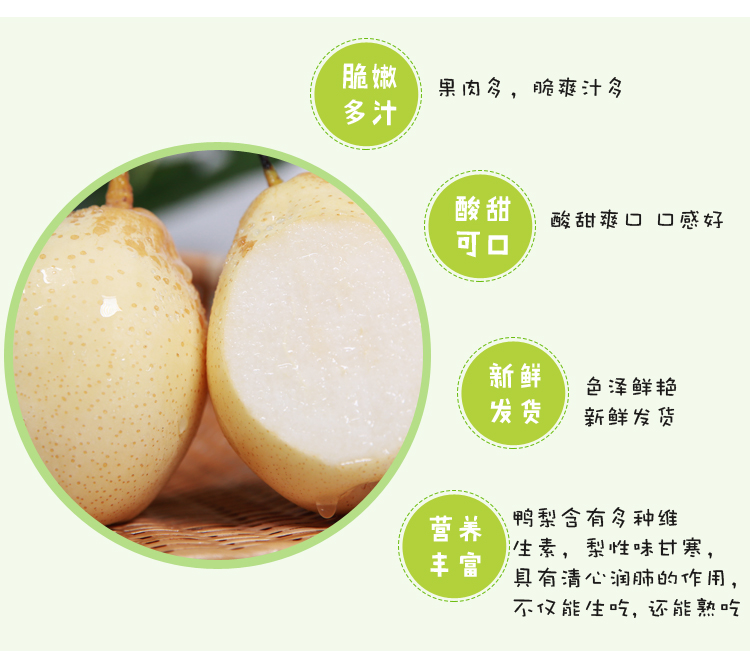 脆嫩
多汁
果肉多，脆爽汁多
酸甜
可口
酸甜爽口 口感好
新鲜
发货
色泽鲜艳
新鲜发货
营养
丰富
鸭梨含有多种维
生素，梨性味甘寒，
具有清心润肺的作用，
不仅能生吃，还能熟吃